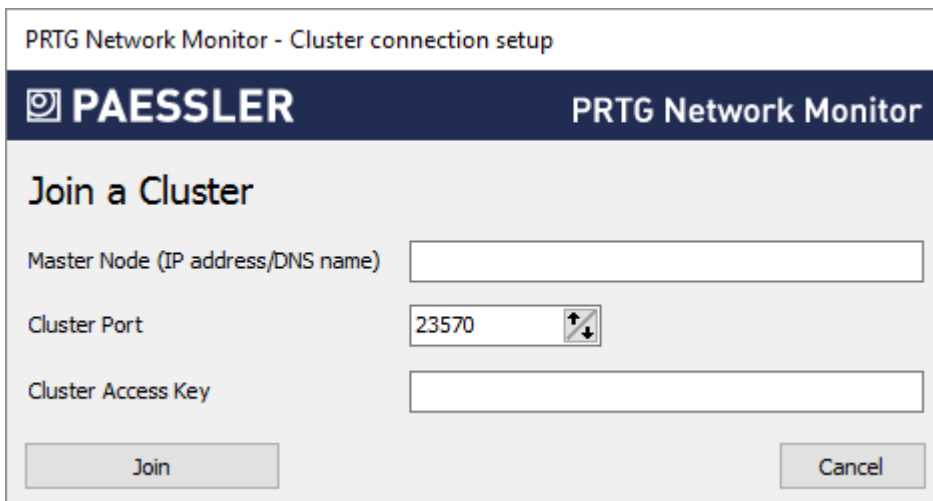 PRTG Network Monitor - Cluster connection setup
PAESSLER PRTG Network Monitor
Join a Cluster
Master Node (IP address/DNS name)
Cluster Port 23570
Cluster Access Key
Join Cancel